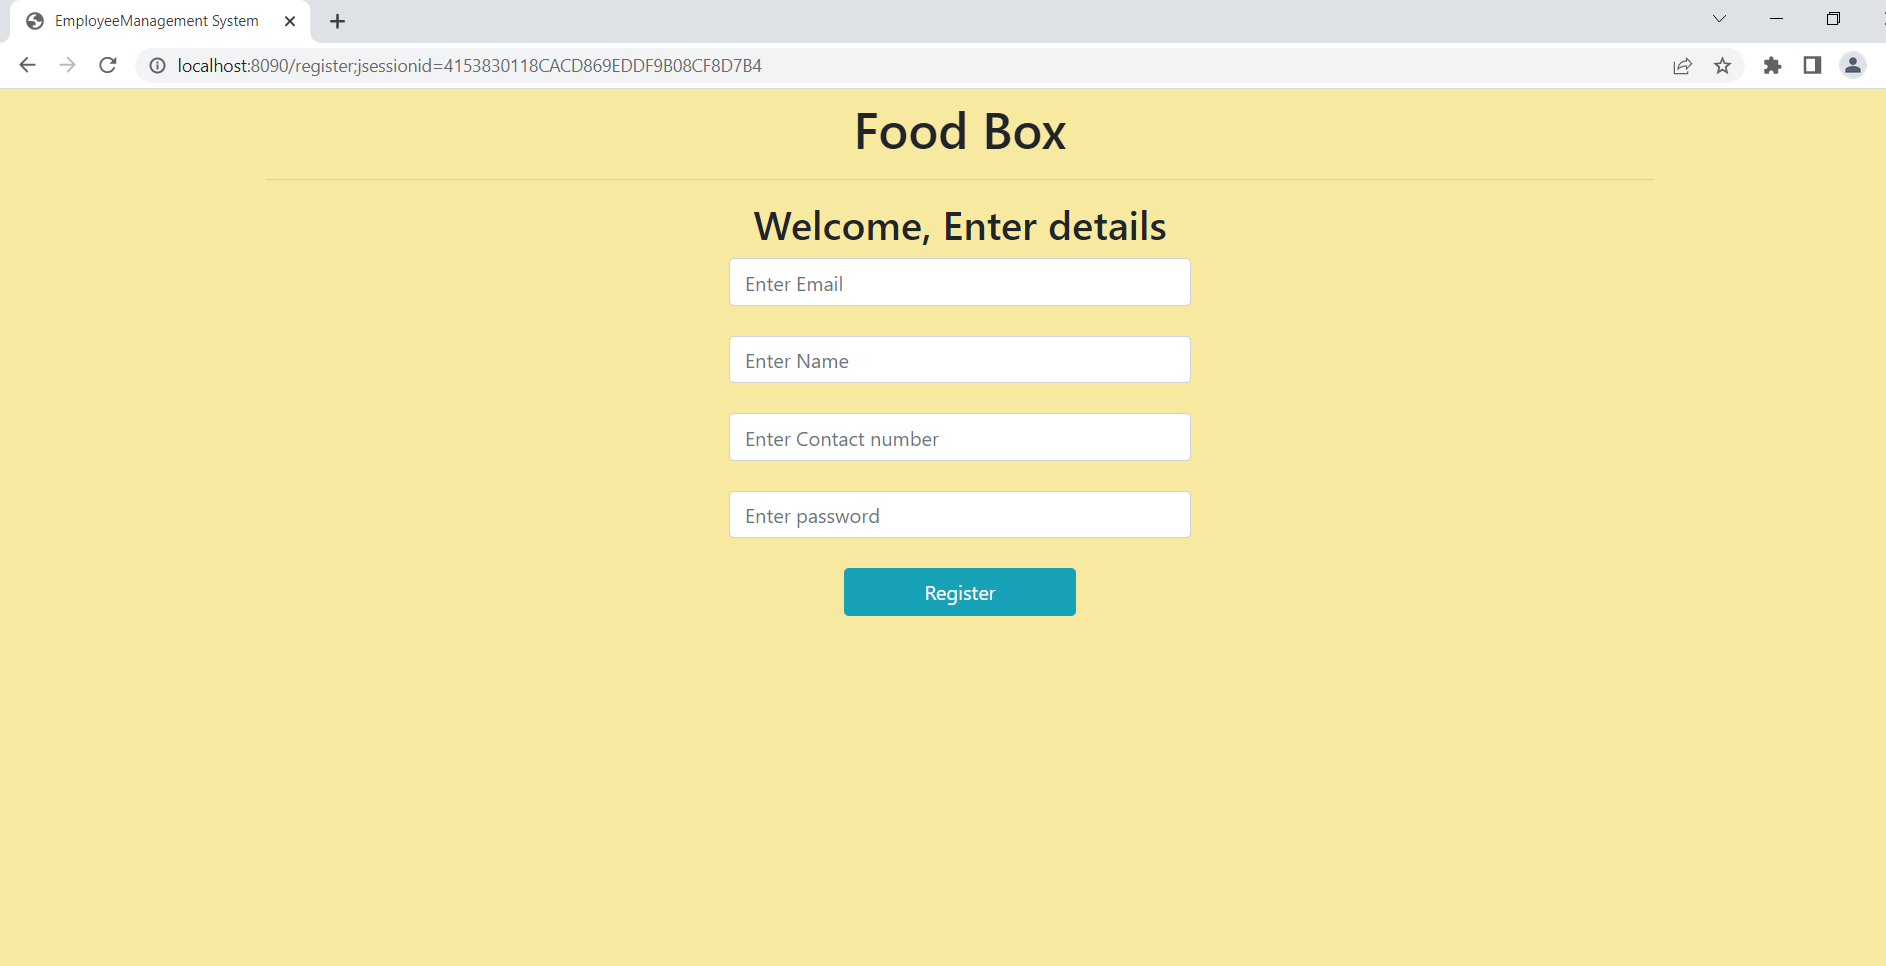 EmployeeManagement System
localhost:8090/register;jsessionid=4153830118CACD869EDDF9B08CF8D7B4
Food Box
Welcome, Enter details
Enter Email
Enter Name
Enter Contact number
Enter password
Register